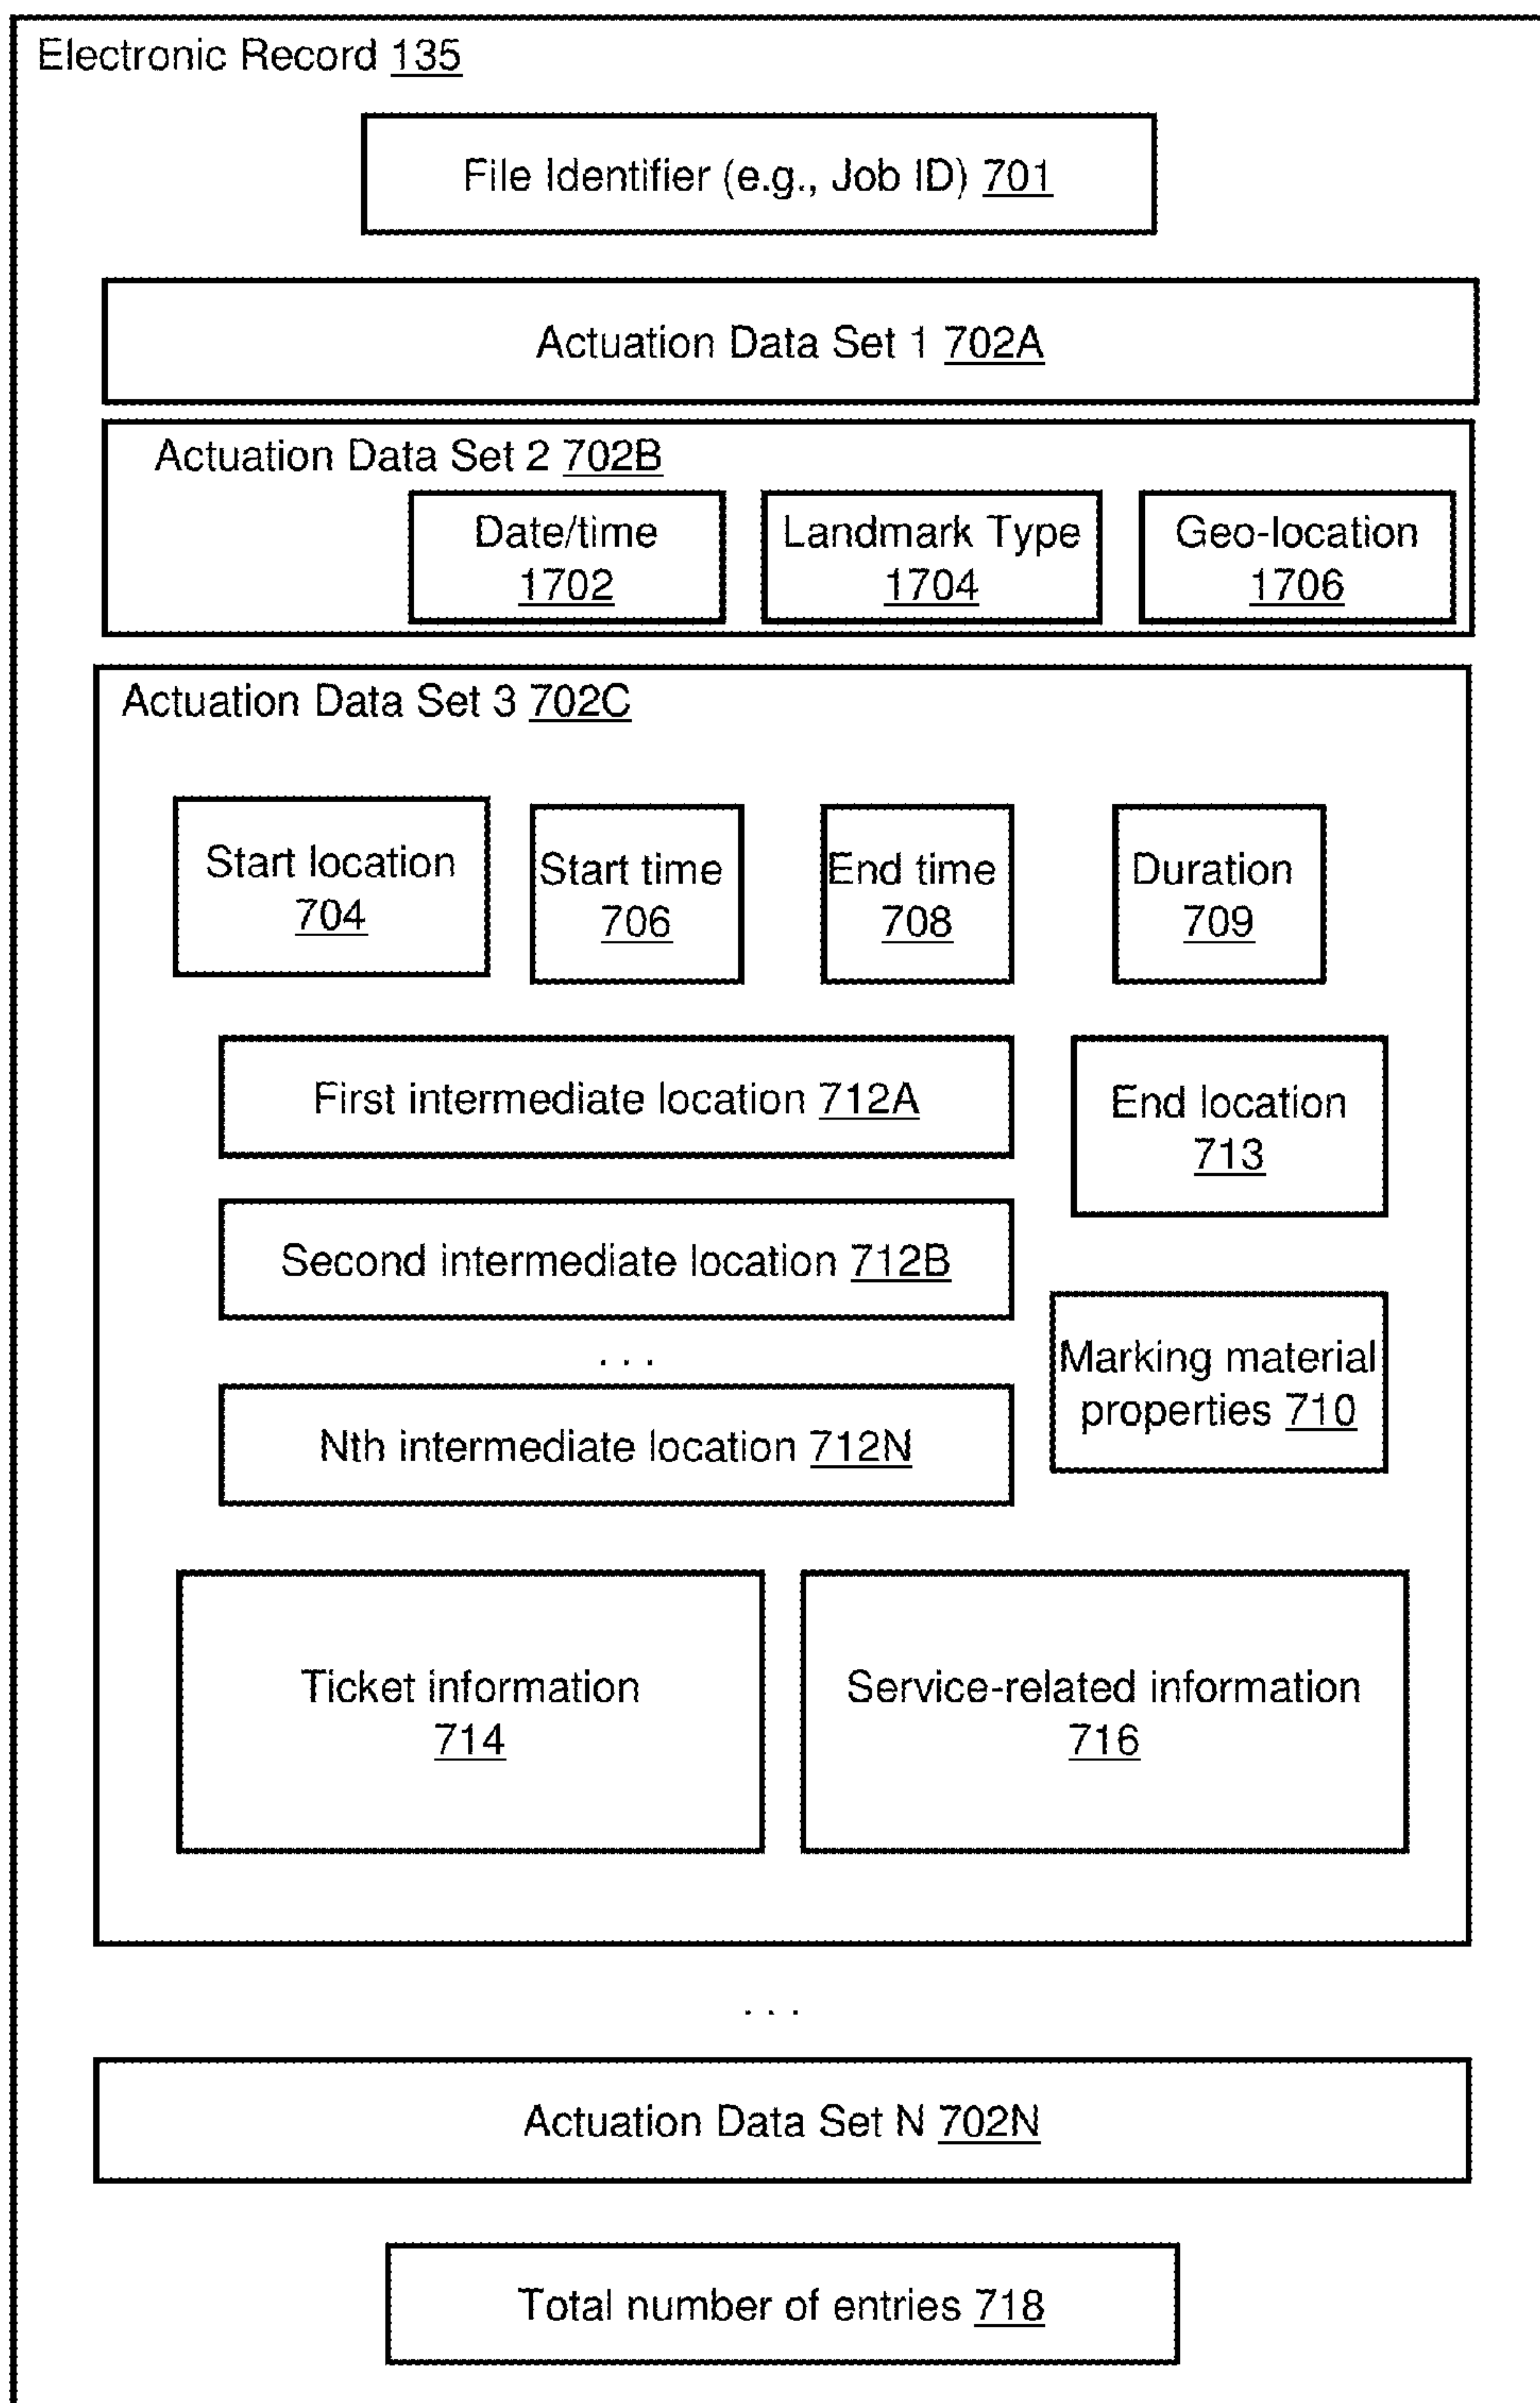 Electronic Record 135
File Identifier (e.g., Job ID) 701
Actuation Data Set 1 702A
Actuation Data Set 2 702B
Date/time
1702
Landmark Type
1704
Geo-location
1706
Actuation Data Set 3 702C
Start location
704
Start time
706
End time
708
Duration
709
First intermediate location 712A
End location
713
Second intermediate location 712B
. . .
Marking material
properties 710
Nth intermediate location 712N
Ticket information
714
Service-related information
716
. . .
Actuation Data Set N 702N
Total number of entries 718